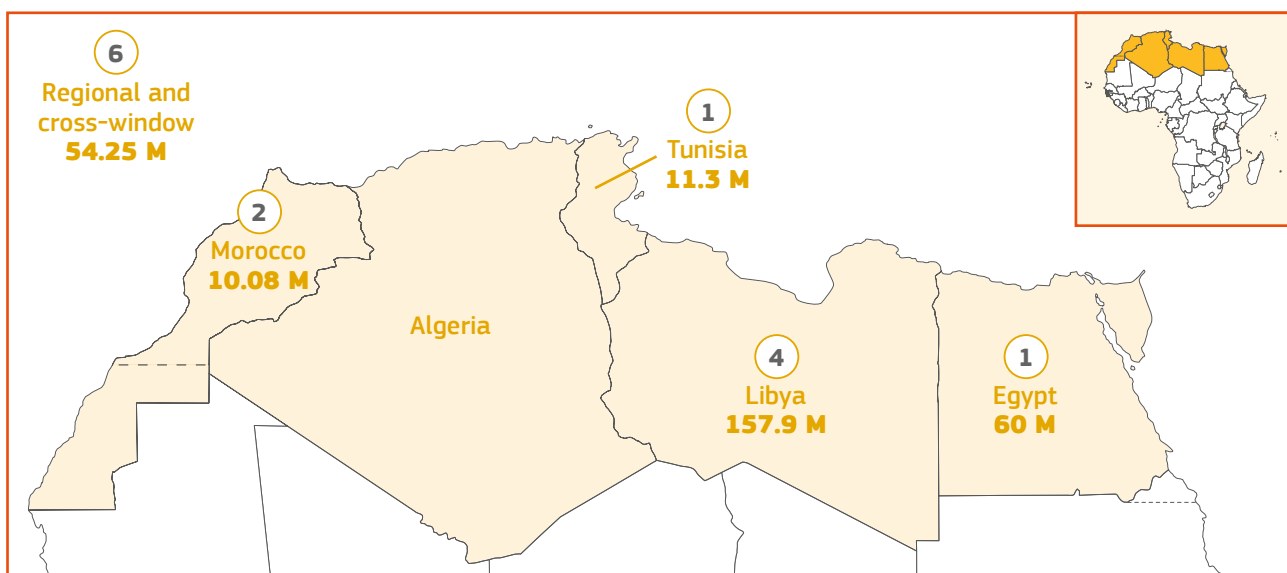 6
Regional and
cross-window
54.25 M
1
Tunisia
11.3 M
2
Morocco
10.08 M
Algeria
4
Libya
157.9 M
1
Egypt
60 M